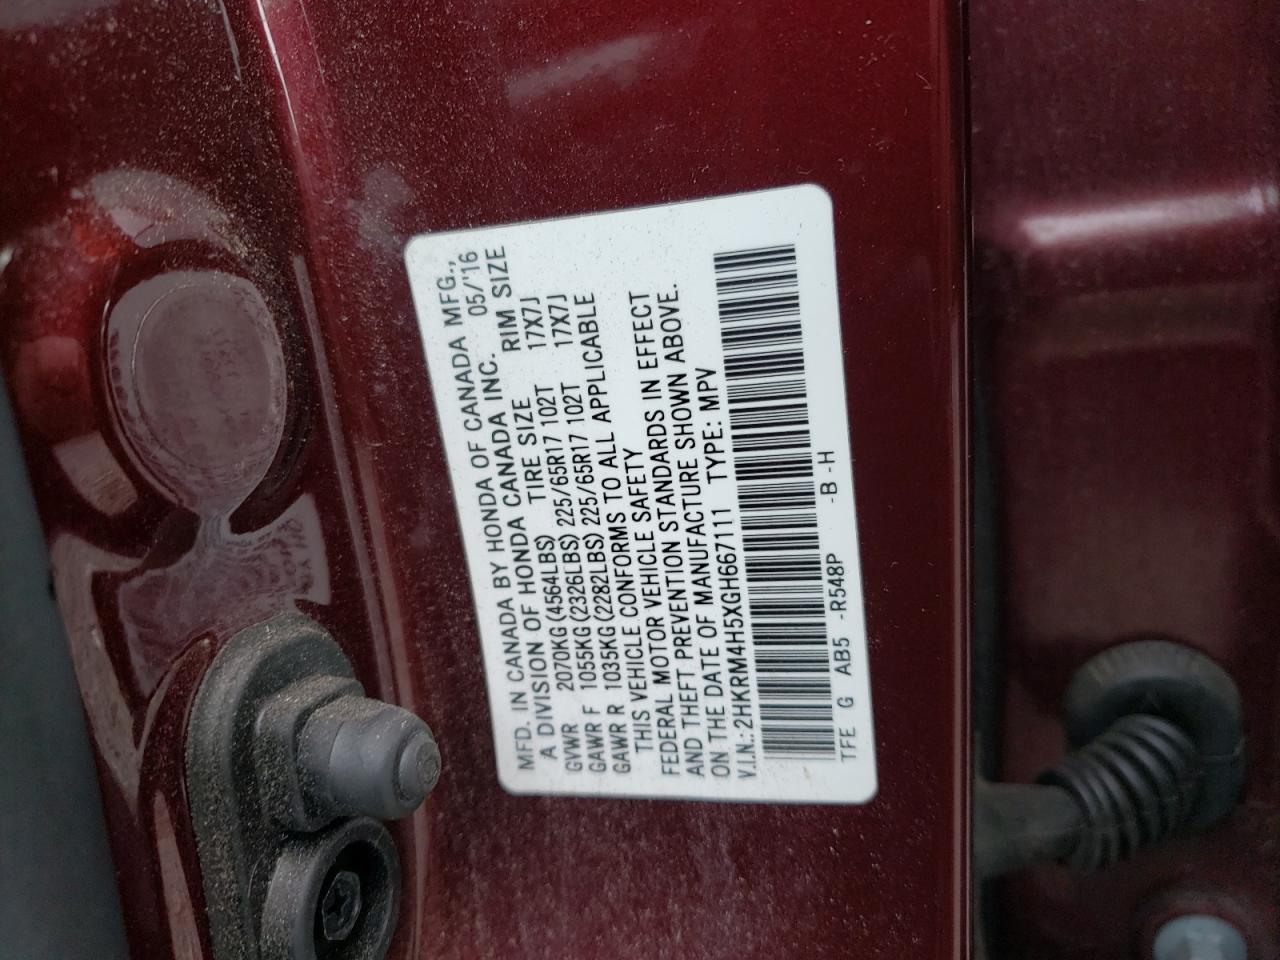 MFD. IN CANADA BY HONDA OF CANADA MFG.,
A DIVISION OF HONDA CANADA INC. 05/'16
GVWR 2070KG(4564LBS) TIRE SIZE RIM SIZE
GAWR F 1055KG(2326LBS) 225/65R17 102T 17X7J
GAWR R 1035KG(2282LBS) 225/65R17 102T 17X7J
THIS VEHICLE CONFORMS TO ALL APPLICABLE
FEDERAL MOTOR VEHICLE SAFETY
AND THEFT PREVENTION STANDARDS IN EFFECT
ON THE DATE OF MANUFACTURE SHOWN ABOVE.
V.I.N.: 2HKRM4H5XGH667111 TYPE: MPV
TFE G AB5 -R548P -B-H